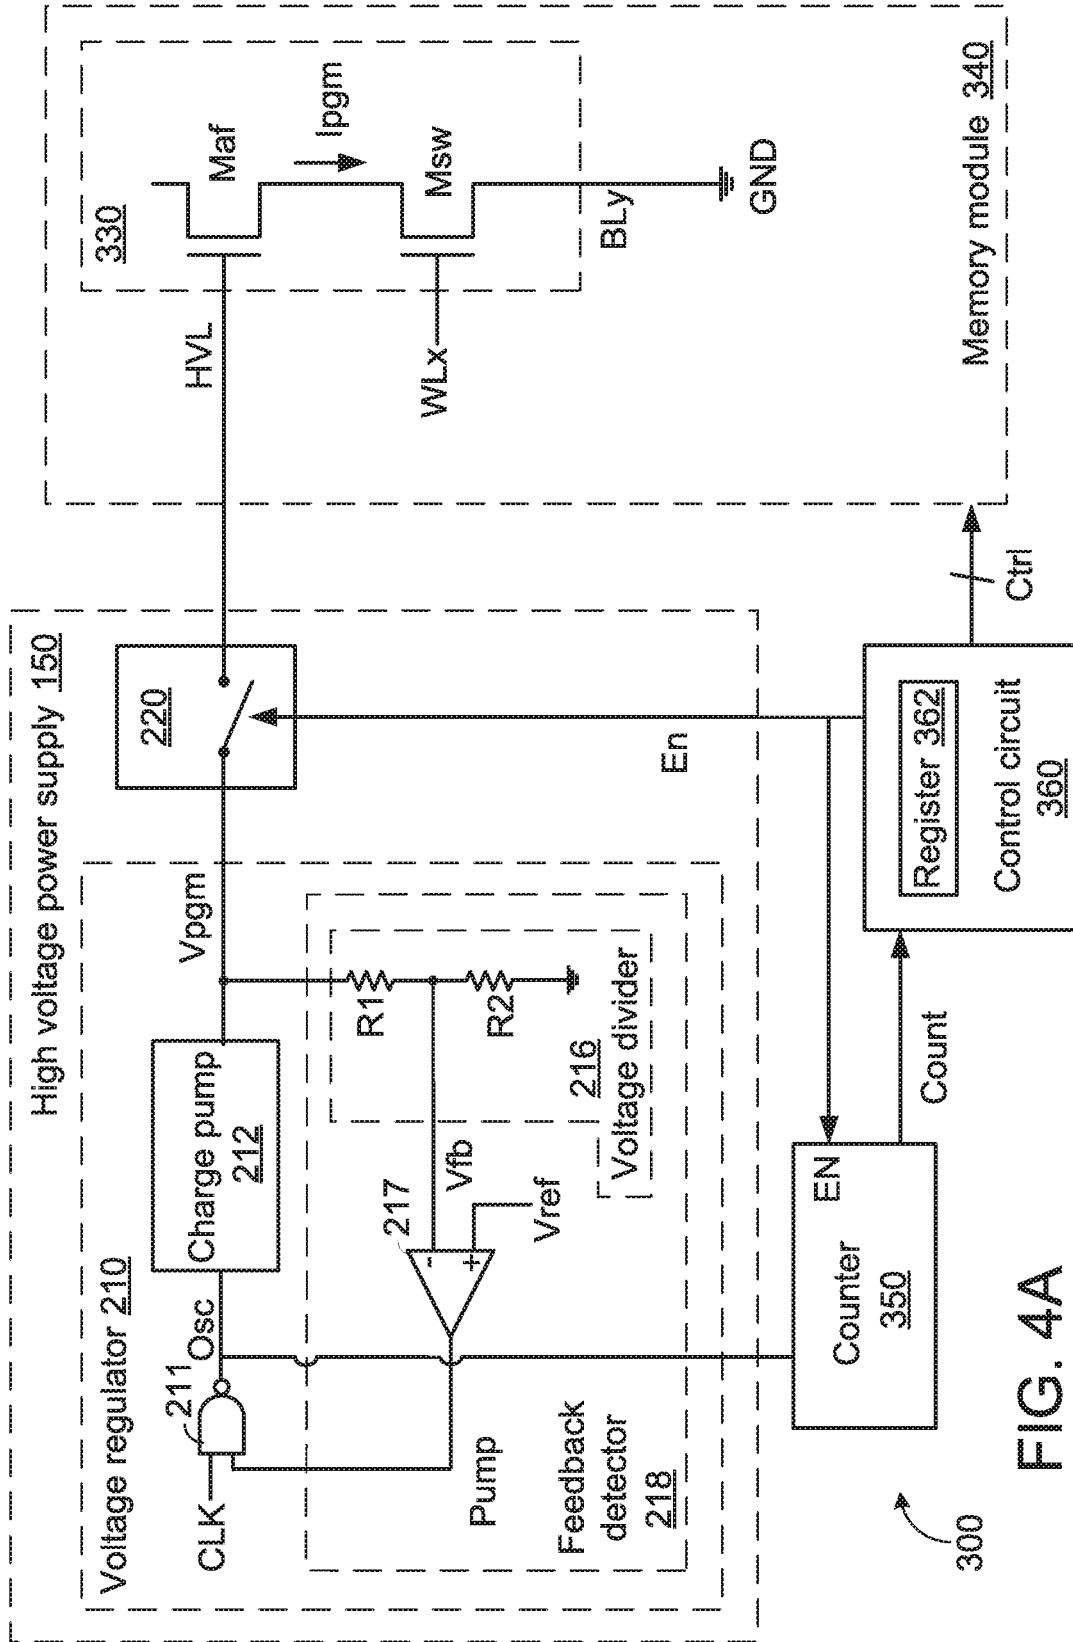 High voltage power supply 150
Voltage regulator 210
CLK
211
Osc
Charge pump
212
Vpgm
220
HVL
330
Maf
Ipgm
Msw
WLx
BLy
GND
Memory module 340
Pump
217
-
+
Vfb
Vref
R1
R2
216
Voltage divider
Feedback
detector
218
En
EN
Counter
350
Count
Register 362
Control circuit
360
Ctrl
300
FIG. 4A